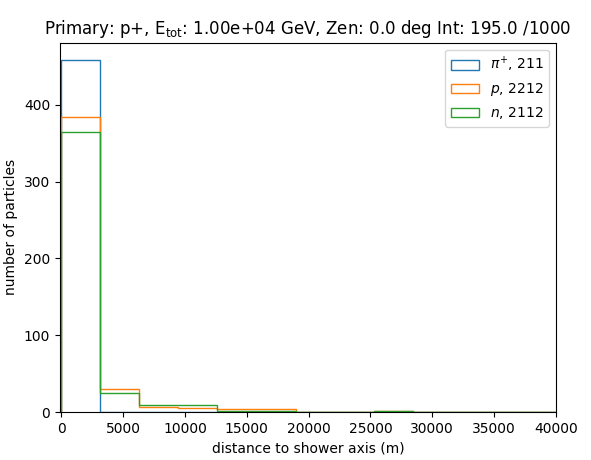 Primary: p+, E_tot: 1.00e+04 GeV, Zen: 0.0 deg Int: 195.0 /1000
π⁺, 211
p, 2212
n, 2112
number of particles
400
300
200
100
0
0 5000 10000 15000 20000 25000 30000 35000 40000
distance to shower axis (m)